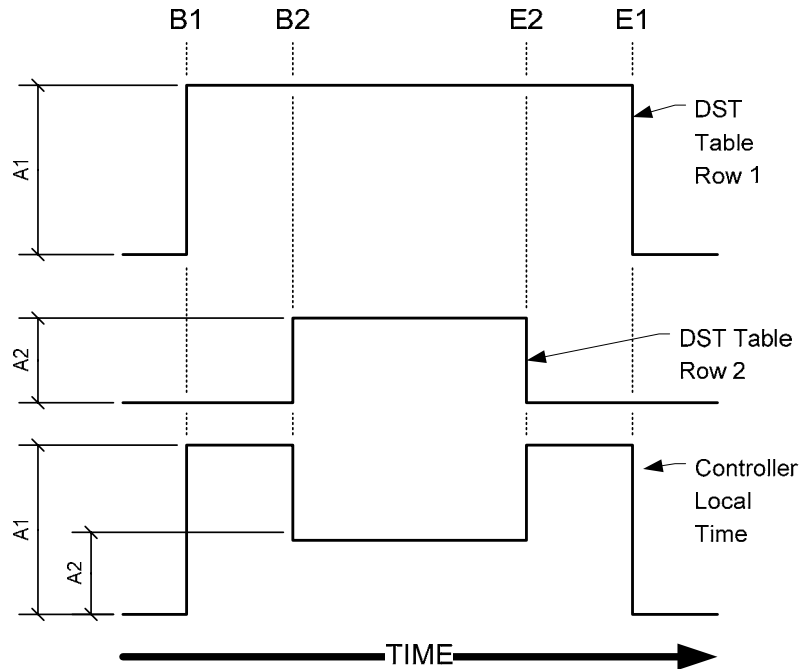 B1 B2 E2 E1
A1
DST
Table
Row 1
A2
DST Table
Row 2
A1
A2
Controller
Local
Time
TIME